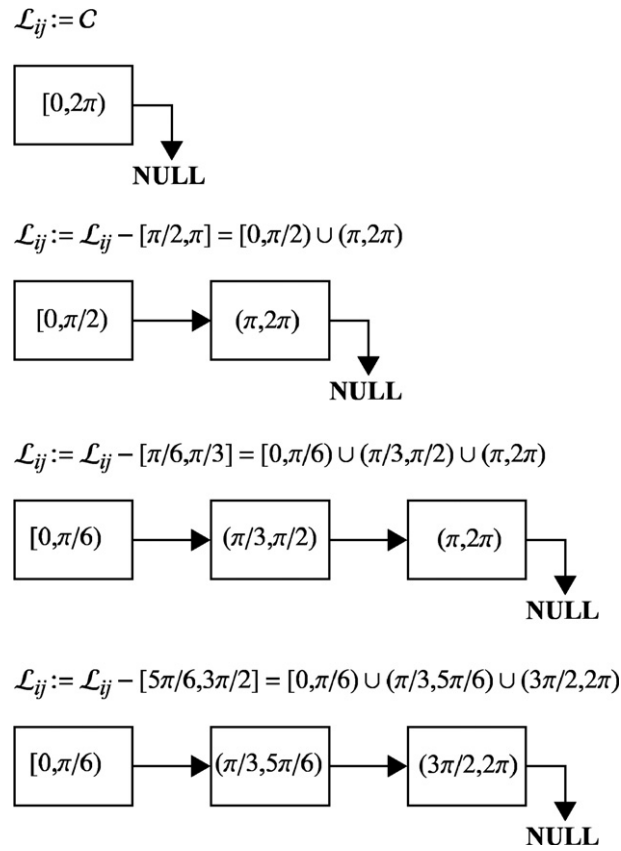 ℒij := C
[0,2π)
NULL
ℒij := ℒij – [π/2,π] = [0,π/2) ∪ (π,2π)
[0,π/2) (π,2π)
NULL
ℒij := ℒij – [π/6,π/3] = [0,π/6) ∪ (π/3,π/2) ∪ (π,2π)
[0,π/6) (π/3,π/2) (π,2π)
NULL
ℒij := ℒij – [5π/6,3π/2] = [0,π/6) ∪ (π/3,5π/6) ∪ (3π/2,2π)
[0,π/6) (π/3,5π/6) (3π/2,2π)
NULL